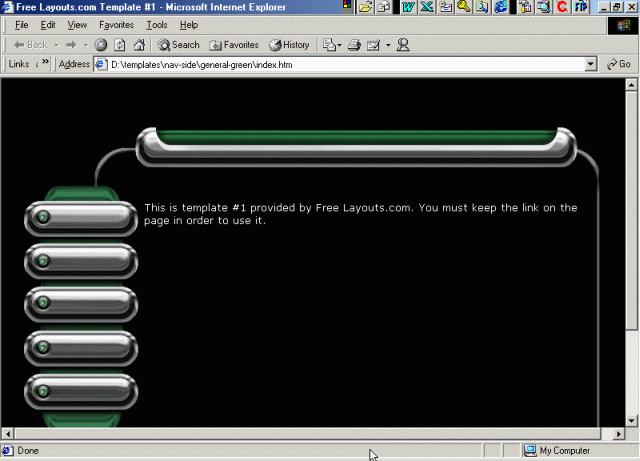 Free Layouts.com Template #1 - Microsoft Internet Explorer
File Edit View Favorites Tools Help
Back Search Favorites History
Links « Address D:\templates\nav-side\general-green\index.htm Go
This is template #1 provided by Free Layouts.com. You must keep the link on the
page in order to use it.
Done My Computer